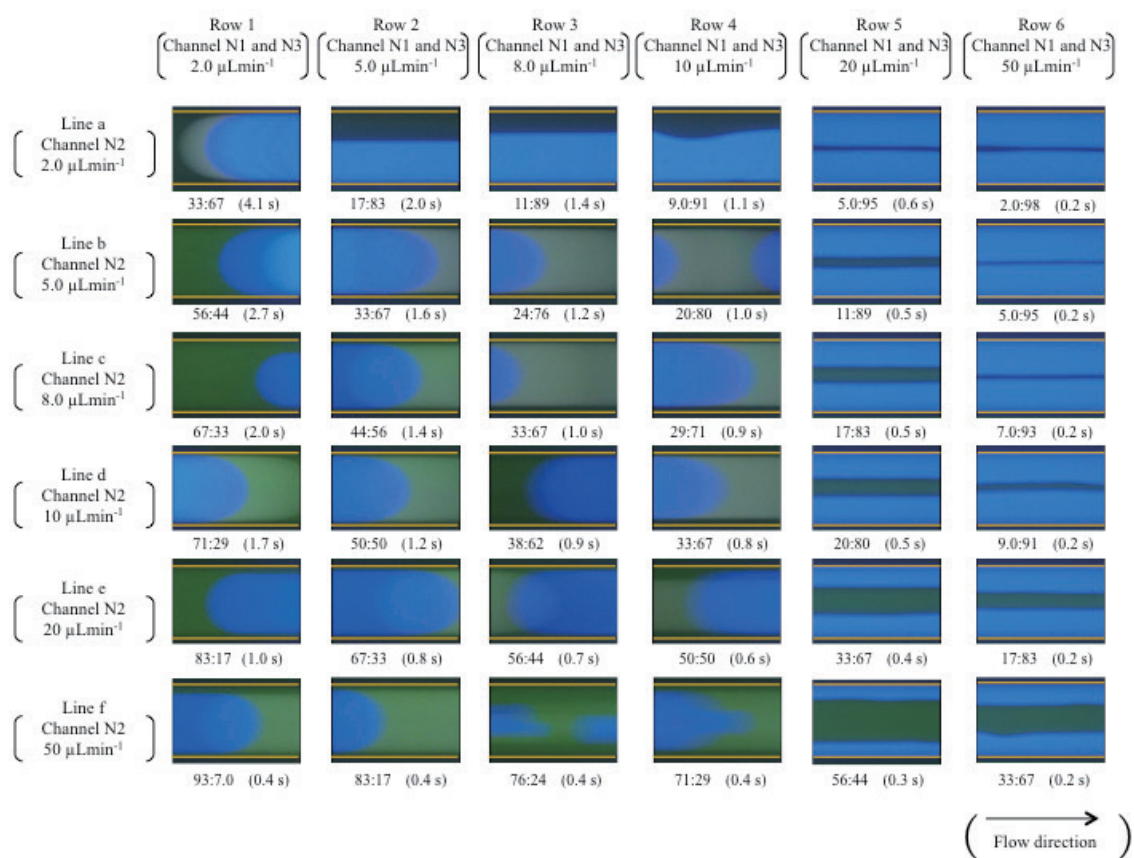 Row 1
Channel N1 and N3
2.0 µLmin⁻¹
Row 2
Channel N1 and N3
5.0 µLmin⁻¹
Row 3
Channel N1 and N3
8.0 µLmin⁻¹
Row 4
Channel N1 and N3
10 µLmin⁻¹
Row 5
Channel N1 and N3
20 µLmin⁻¹
Row 6
Channel N1 and N3
50 µLmin⁻¹
Line a
Channel N2
2.0 µLmin⁻¹
33:67 (4.1 s) 17:83 (2.0 s) 11:89 (1.4 s) 9.0:91 (1.1 s) 5.0:95 (0.6 s) 2.0:98 (0.2 s)
Line b
Channel N2
5.0 µLmin⁻¹
56:44 (2.7 s) 33:67 (1.6 s) 24:76 (1.2 s) 20:80 (1.0 s) 11:89 (0.5 s) 5.0:95 (0.2 s)
Line c
Channel N2
8.0 µLmin⁻¹
67:33 (2.0 s) 44:56 (1.4 s) 33:67 (1.0 s) 29:71 (0.9 s) 17:83 (0.5 s) 7.0:93 (0.2 s)
Line d
Channel N2
10 µLmin⁻¹
71:29 (1.7 s) 50:50 (1.2 s) 38:62 (0.9 s) 33:67 (0.8 s) 20:80 (0.5 s) 9.0:91 (0.2 s)
Line e
Channel N2
20 µLmin⁻¹
83:17 (1.0 s) 67:33 (0.8 s) 56:44 (0.7 s) 50:50 (0.6 s) 33:67 (0.4 s) 17:83 (0.2 s)
Line f
Channel N2
50 µLmin⁻¹
93:7.0 (0.4 s) 83:17 (0.4 s) 76:24 (0.4 s) 71:29 (0.4 s) 56:44 (0.3 s) 33:67 (0.2 s)
Flow direction